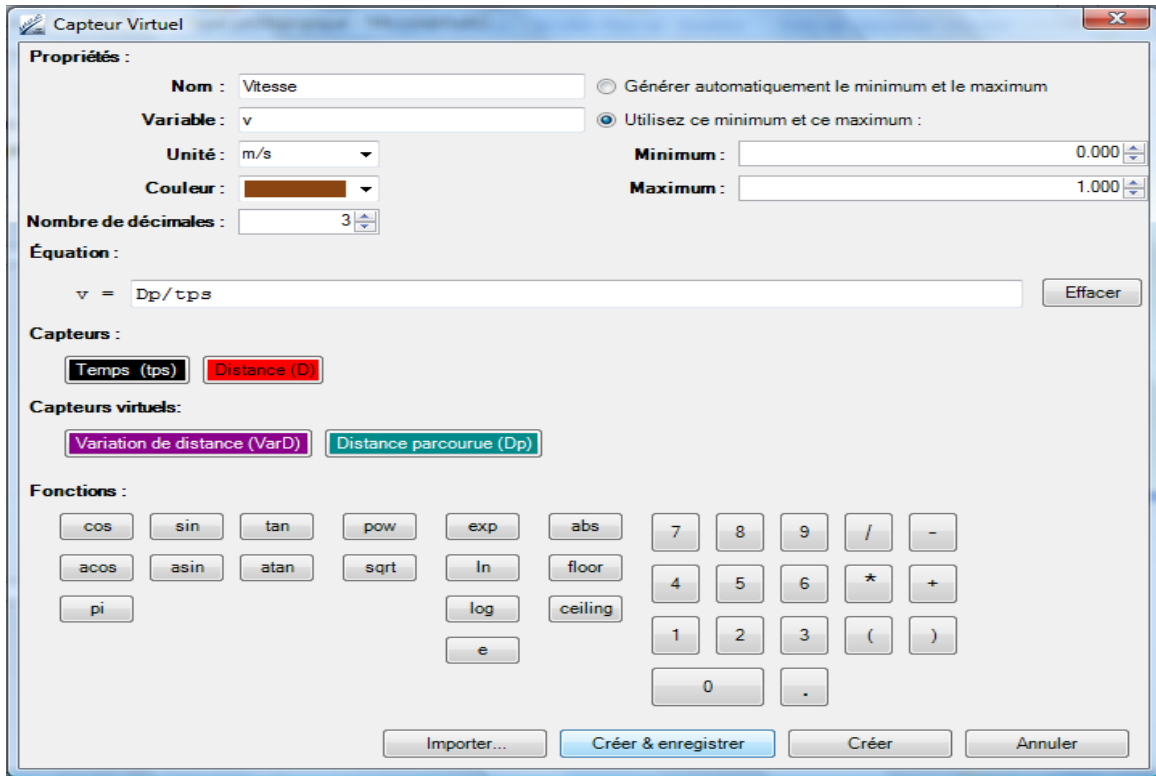 Capteur Virtuel
Propriétés :
Nom : Vitesse
Générer automatiquement le minimum et le maximum
Variable : v
Utilisez ce minimum et ce maximum :
Unité : m/s
Minimum : 0.000
Couleur :
Maximum : 1.000
Nombre de décimales : 3
Équation :
v = Dp/tps Effacer
Capteurs :
Temps (tps) Distance (D)
Capteurs virtuels:
Variation de distance (VarD) Distance parcourue (Dp)
Fonctions :
cos sin tan pow exp abs 7 8 9 / -
acos asin atan sqrt ln floor 4 5 6 * +
pi log ceiling 1 2 3 ( )
e 0 .
Importer... Créer & enregistrer Créer Annuler